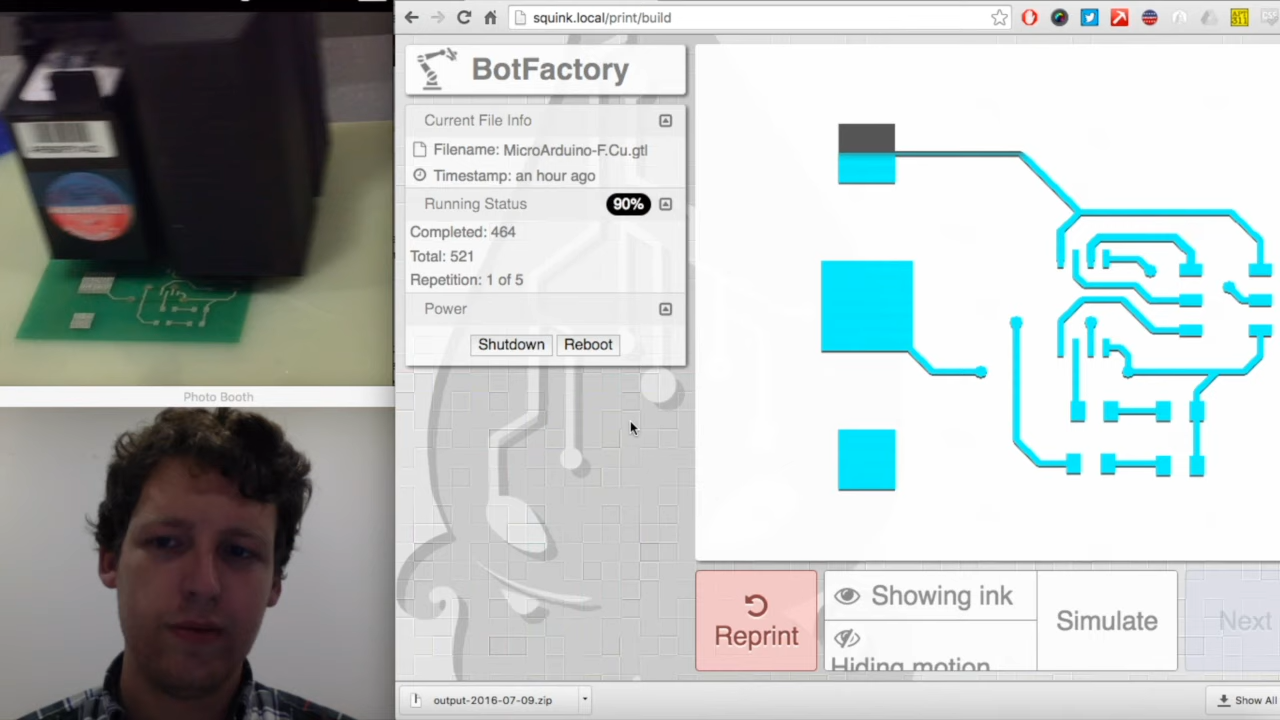 squink.local/print/build
BotFactory
Current File Info
Filename: MicroArduino-F.Cu.gtl
Timestamp: an hour ago
Running Status 90%
Completed: 464
Total: 521
Repetition: 1 of 5
Power
Shutdown Reboot
Photo Booth
Reprint
Showing ink
Hiding motion
Simulate
Next
output-2016-07-09.zip
Show All